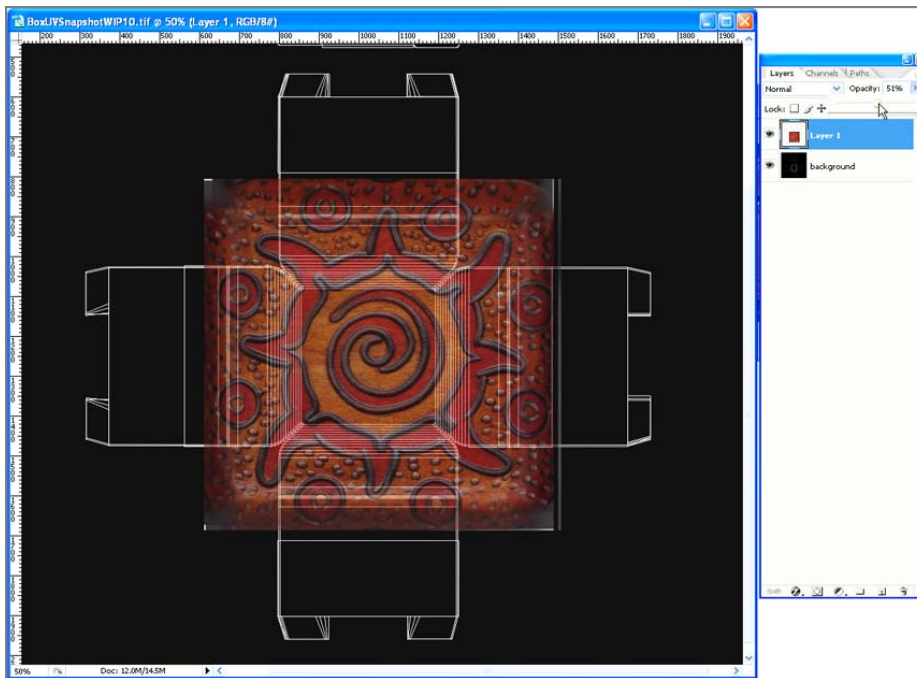 BoxUVSnapshotWIP10.tif @ 50% (Layer 1, RGB/8#)
200 300 400 500 600 700 800 900 1000 1100 1200 1300 1400 1500 1600 1700 1800 1900
Layers Channels Paths
Normal Opacity: 51%
Lock:
Layer 1
background
50% Doc: 12.0M/14.5M